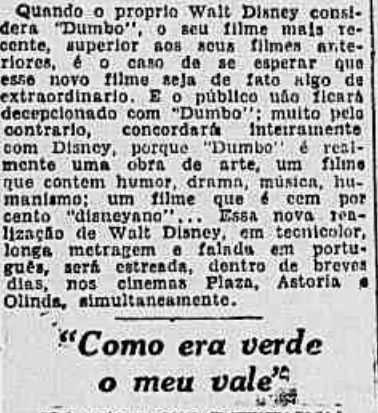 Quando o proprio Walt Disney consi-
dera "Dumbo", o seu filme mais re-
cente, superior aos seus filmes ante-
riores, é o caso de se esperar que
esse novo filme seja de fato algo de
extraordinario. E o público não ficará
decepcionado com "Dumbo"; muito pelo
contrario, concordará inteiramente
com Disney, porque "Dumbo" é real-
mente uma obra de arte, um filme
que contem humor, drama, música, hu-
manismo; um filme que é cem por
cento "disneyano"... Essa nova rea-
lização de Walt Disney, em tecnicolor,
longa metragem e falada em portu-
guês, será estreada, dentro de breves
dias, nos cinemas Plaza, Astoria e
Olinda, simultaneamente.
"Como era verde
o meu vale"